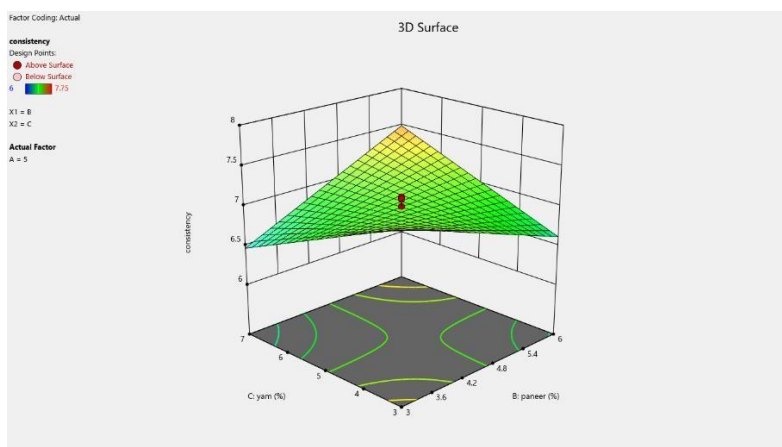 Factor Coding: Actual
3D Surface
consistency
Design Points:
Above Surface
Below Surface
6 7.75
X1 = B
X2 = C
Actual Factor
A = 5
8
7.5
7
6.5
6
consistency
7
6
5
4
3
C: yam (%)
3
3.6
4.2
4.8
5.4
6
B: paneer (%)